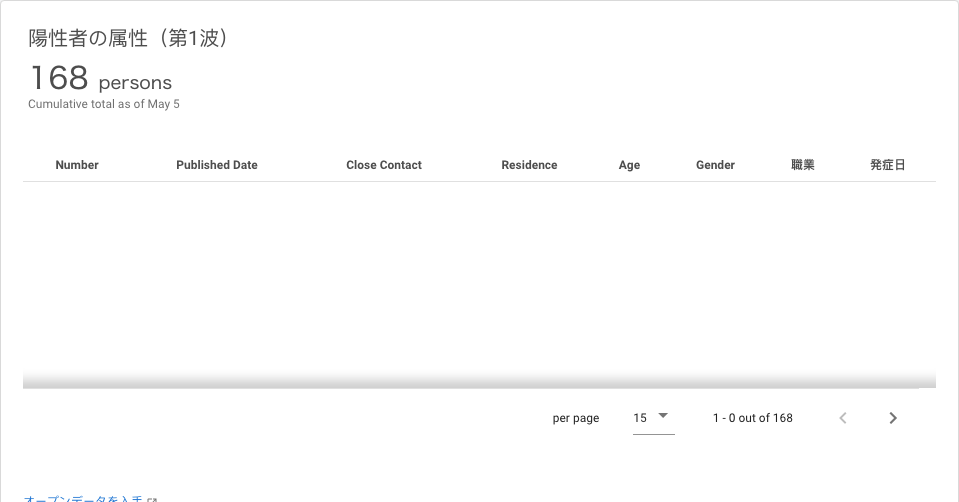 陽性者の属性（第1波）
168 persons
Cumulative total as of May 5
Number Published Date Close Contact Residence Age Gender 職業 発症日
per page 15 1 - 0 out of 168
オープンデータを入手